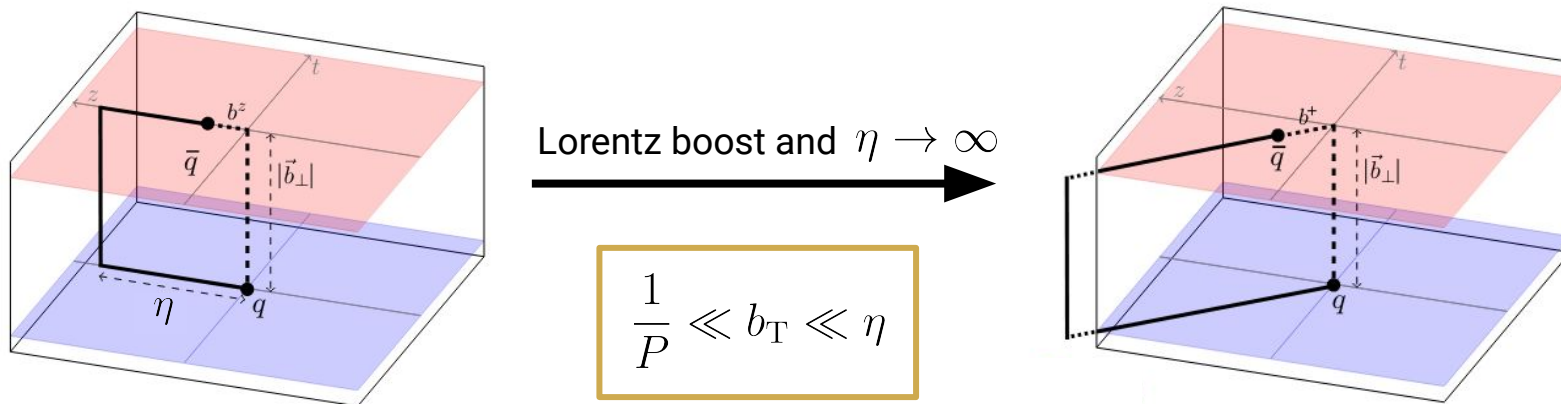 t
z
b^z
q̄
|b⃗_⊥|
η
q
Lorentz boost and η → ∞
1/P ≪ b_T ≪ η
t
z
b^+
q̄
|b⃗_⊥|
q